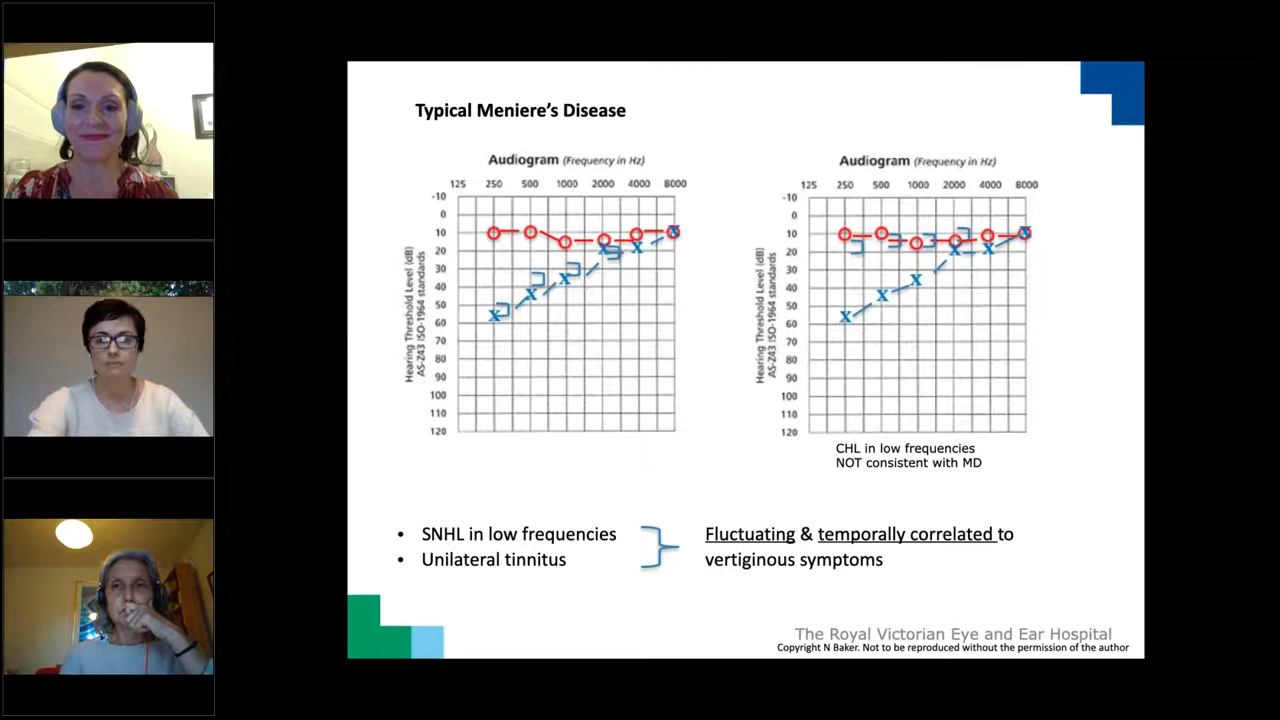 Typical Meniere's Disease
Audiogram (Frequency in Hz)
125 250 500 1000 2000 4000 8000
-10
0
10
20
30
40
50
60
70
80
90
100
110
120
Hearing Threshold Level (dB)
AS-Z43 ISO-1964 standards
Audiogram (Frequency in Hz)
125 250 500 1000 2000 4000 8000
-10
0
10
20
30
40
50
60
70
80
90
100
110
120
Hearing Threshold Level (dB)
AS-Z43 ISO-1964 standards
CHL in low frequencies
NOT consistent with MD
• SNHL in low frequencies
• Unilateral tinnitus
Fluctuating & temporally correlated to
vertiginous symptoms
The Royal Victorian Eye and Ear Hospital
Copyright N Baker. Not to be reproduced without the permission of the author